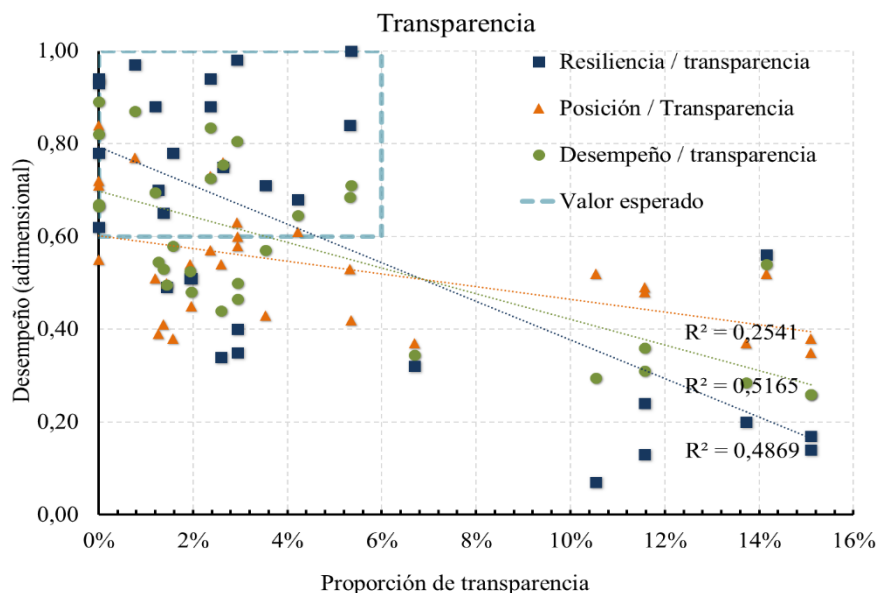 Transparencia
Desempeño (adimensional)
1,00
0,80
0,60
0,40
0,20
0,00
Resiliencia / transparencia
Posición / Transparencia
Desempeño / transparencia
Valor esperado
R² = 0,2541
R² = 0,5165
R² = 0,4869
0% 2% 4% 6% 8% 10% 12% 14% 16%
Proporción de transparencia